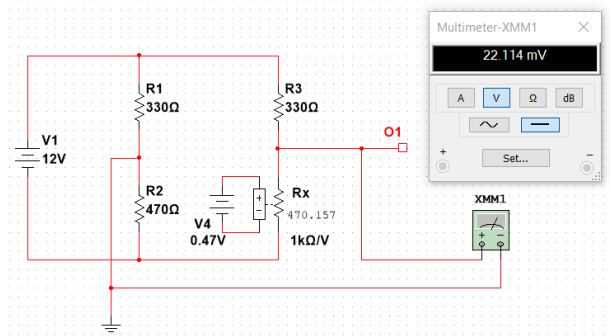 Multimeter-XMM1
22.114 mV
A V Ω dB
+ Set... -
R1
330Ω
R3
330Ω
V1
12V
O1
R2
470Ω
V4
0.47V
+
-
Rx
470.157
1kΩ/V
XMM1
+ -